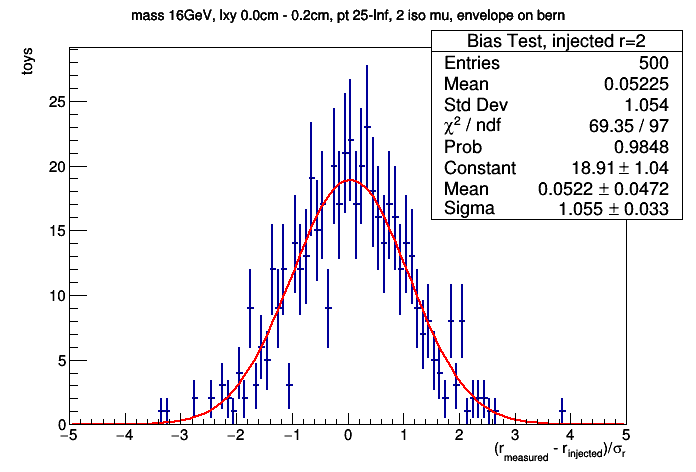 mass 16GeV, lxy 0.0cm - 0.2cm, pt 25-Inf, 2 iso mu, envelope on bern
toys
Bias Test, injected r=2
Entries 500
Mean 0.05225
Std Dev 1.054
χ² / ndf 69.35 / 97
Prob 0.9848
Constant 18.91 ± 1.04
Mean 0.0522 ± 0.0472
Sigma 1.055 ± 0.033
25
20
15
10
5
0
−5 −4 −3 −2 −1 0 1 2 3 4 5
(r_measured - r_injected)/σ_r